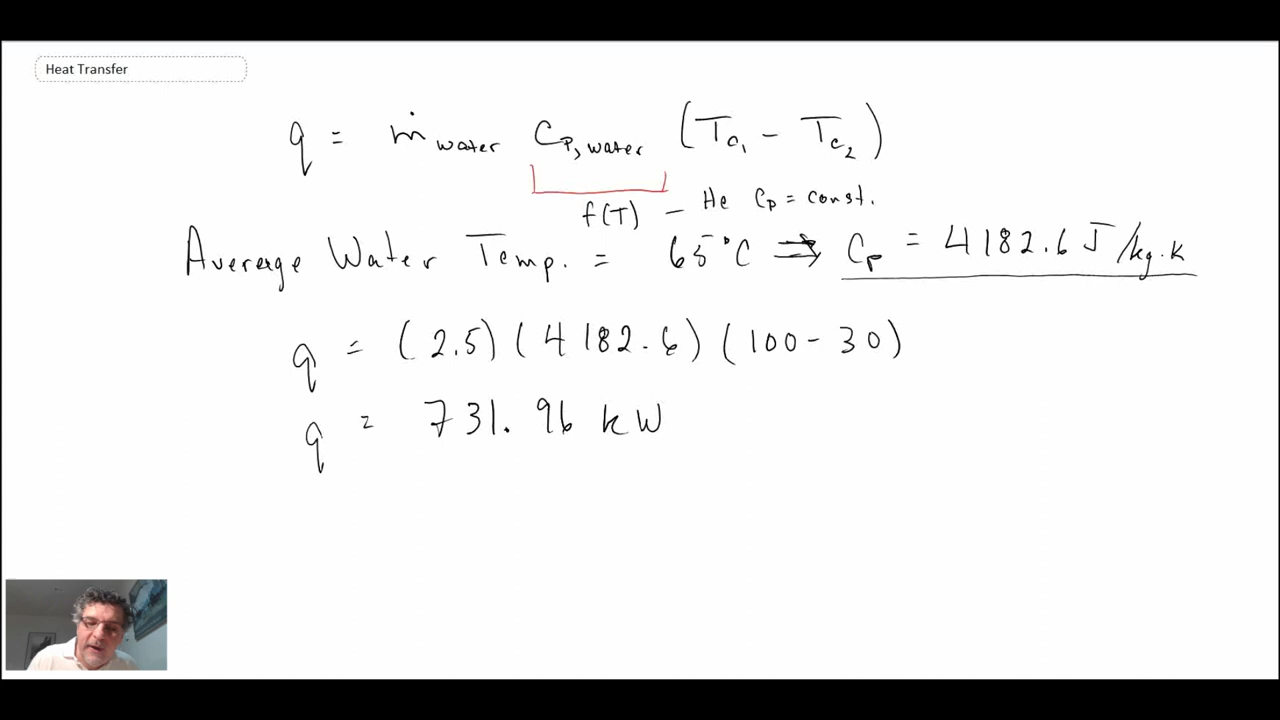 Heat Transfer
q = ṁ water Cp, water (Tc1 - Tc2)
f(T) - He Cp = const.
Average Water Temp. = 65°C ⇒ Cp = 4182.6 J/kg.K
q = (2.5)(4182.6)(100-30)
q = 731.96 kW